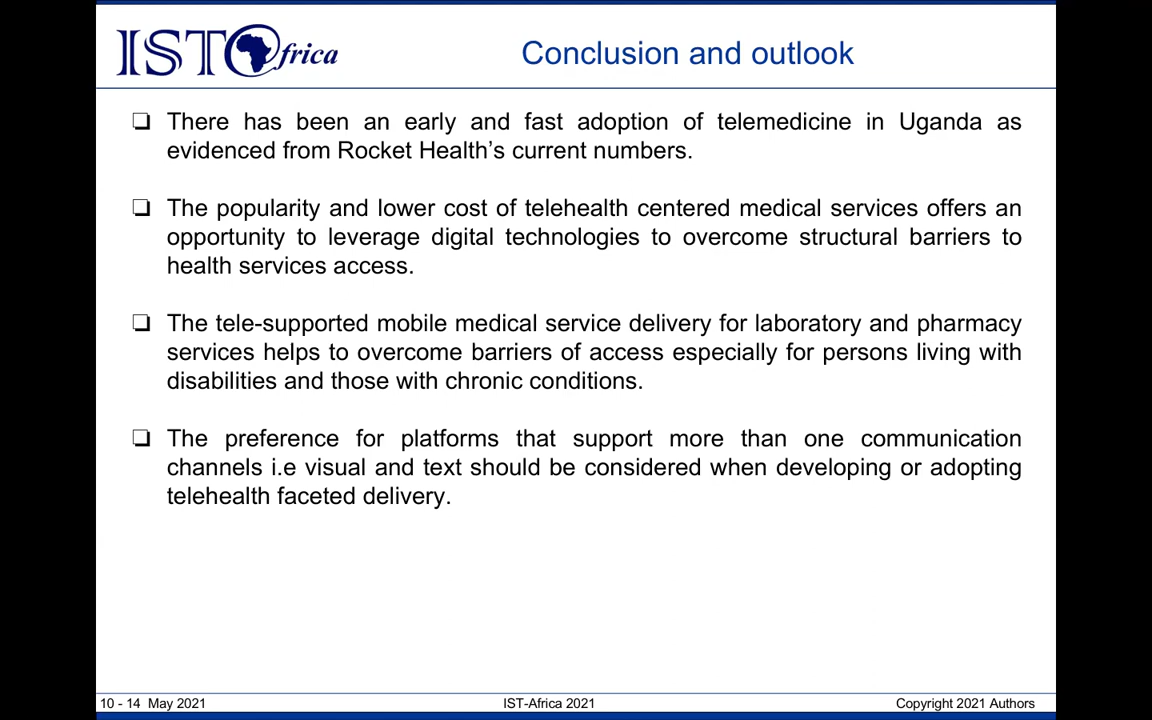 IST Africa
Conclusion and outlook
❏ There has been an early and fast adoption of telemedicine in Uganda as
evidenced from Rocket Health’s current numbers.
❏ The popularity and lower cost of telehealth centered medical services offers an
opportunity to leverage digital technologies to overcome structural barriers to
health services access.
❏ The tele-supported mobile medical service delivery for laboratory and pharmacy
services helps to overcome barriers of access especially for persons living with
disabilities and those with chronic conditions.
❏ The preference for platforms that support more than one communication
channels i.e visual and text should be considered when developing or adopting
telehealth faceted delivery.
10 - 14 May 2021
IST-Africa 2021
Copyright 2021 Authors